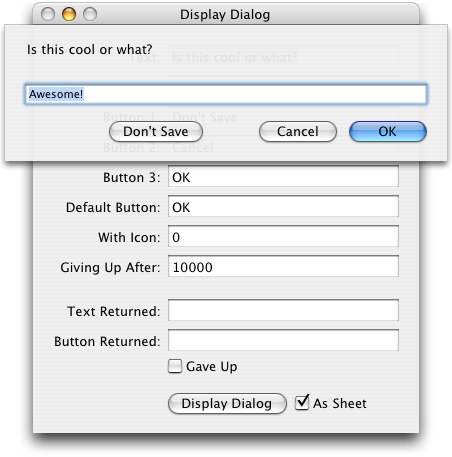 Display Dialog
Is this cool or what?
Text: Is this cool or what?
Awesome!
Button 1: Don't Save
Don't Save Cancel OK
Button 2: Cancel
Button 3: OK
Default Button: OK
With Icon: 0
Giving Up After: 10000
Text Returned:
Button Returned:
Gave Up
Display Dialog As Sheet